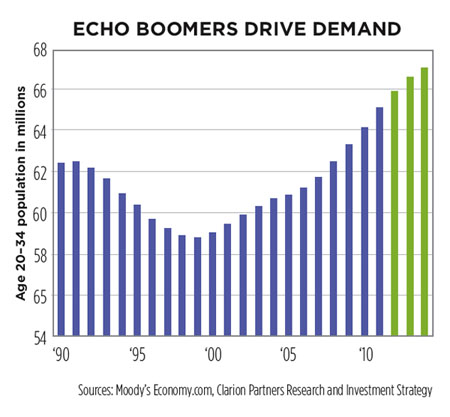 ECHO BOOMERS DRIVE DEMAND
Age 20–34 population in millions
68
66
64
62
60
58
65
54
'90 '95 '00 '05 '10
Sources: Moody's Economy.com, Clarion Partners Research and Investment Strategy